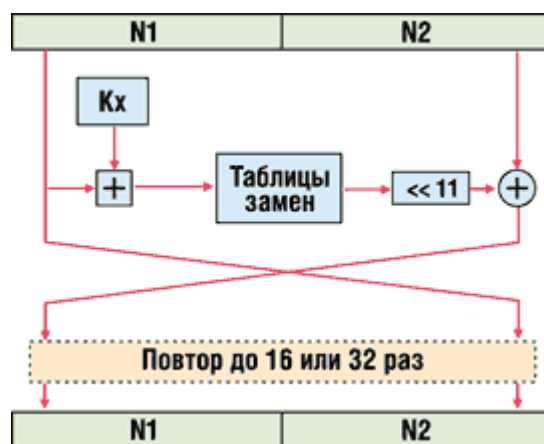 N1 N2
Kx
+
Таблицы
замен
<< 11
+
Повтор до 16 или 32 раз
N1 N2